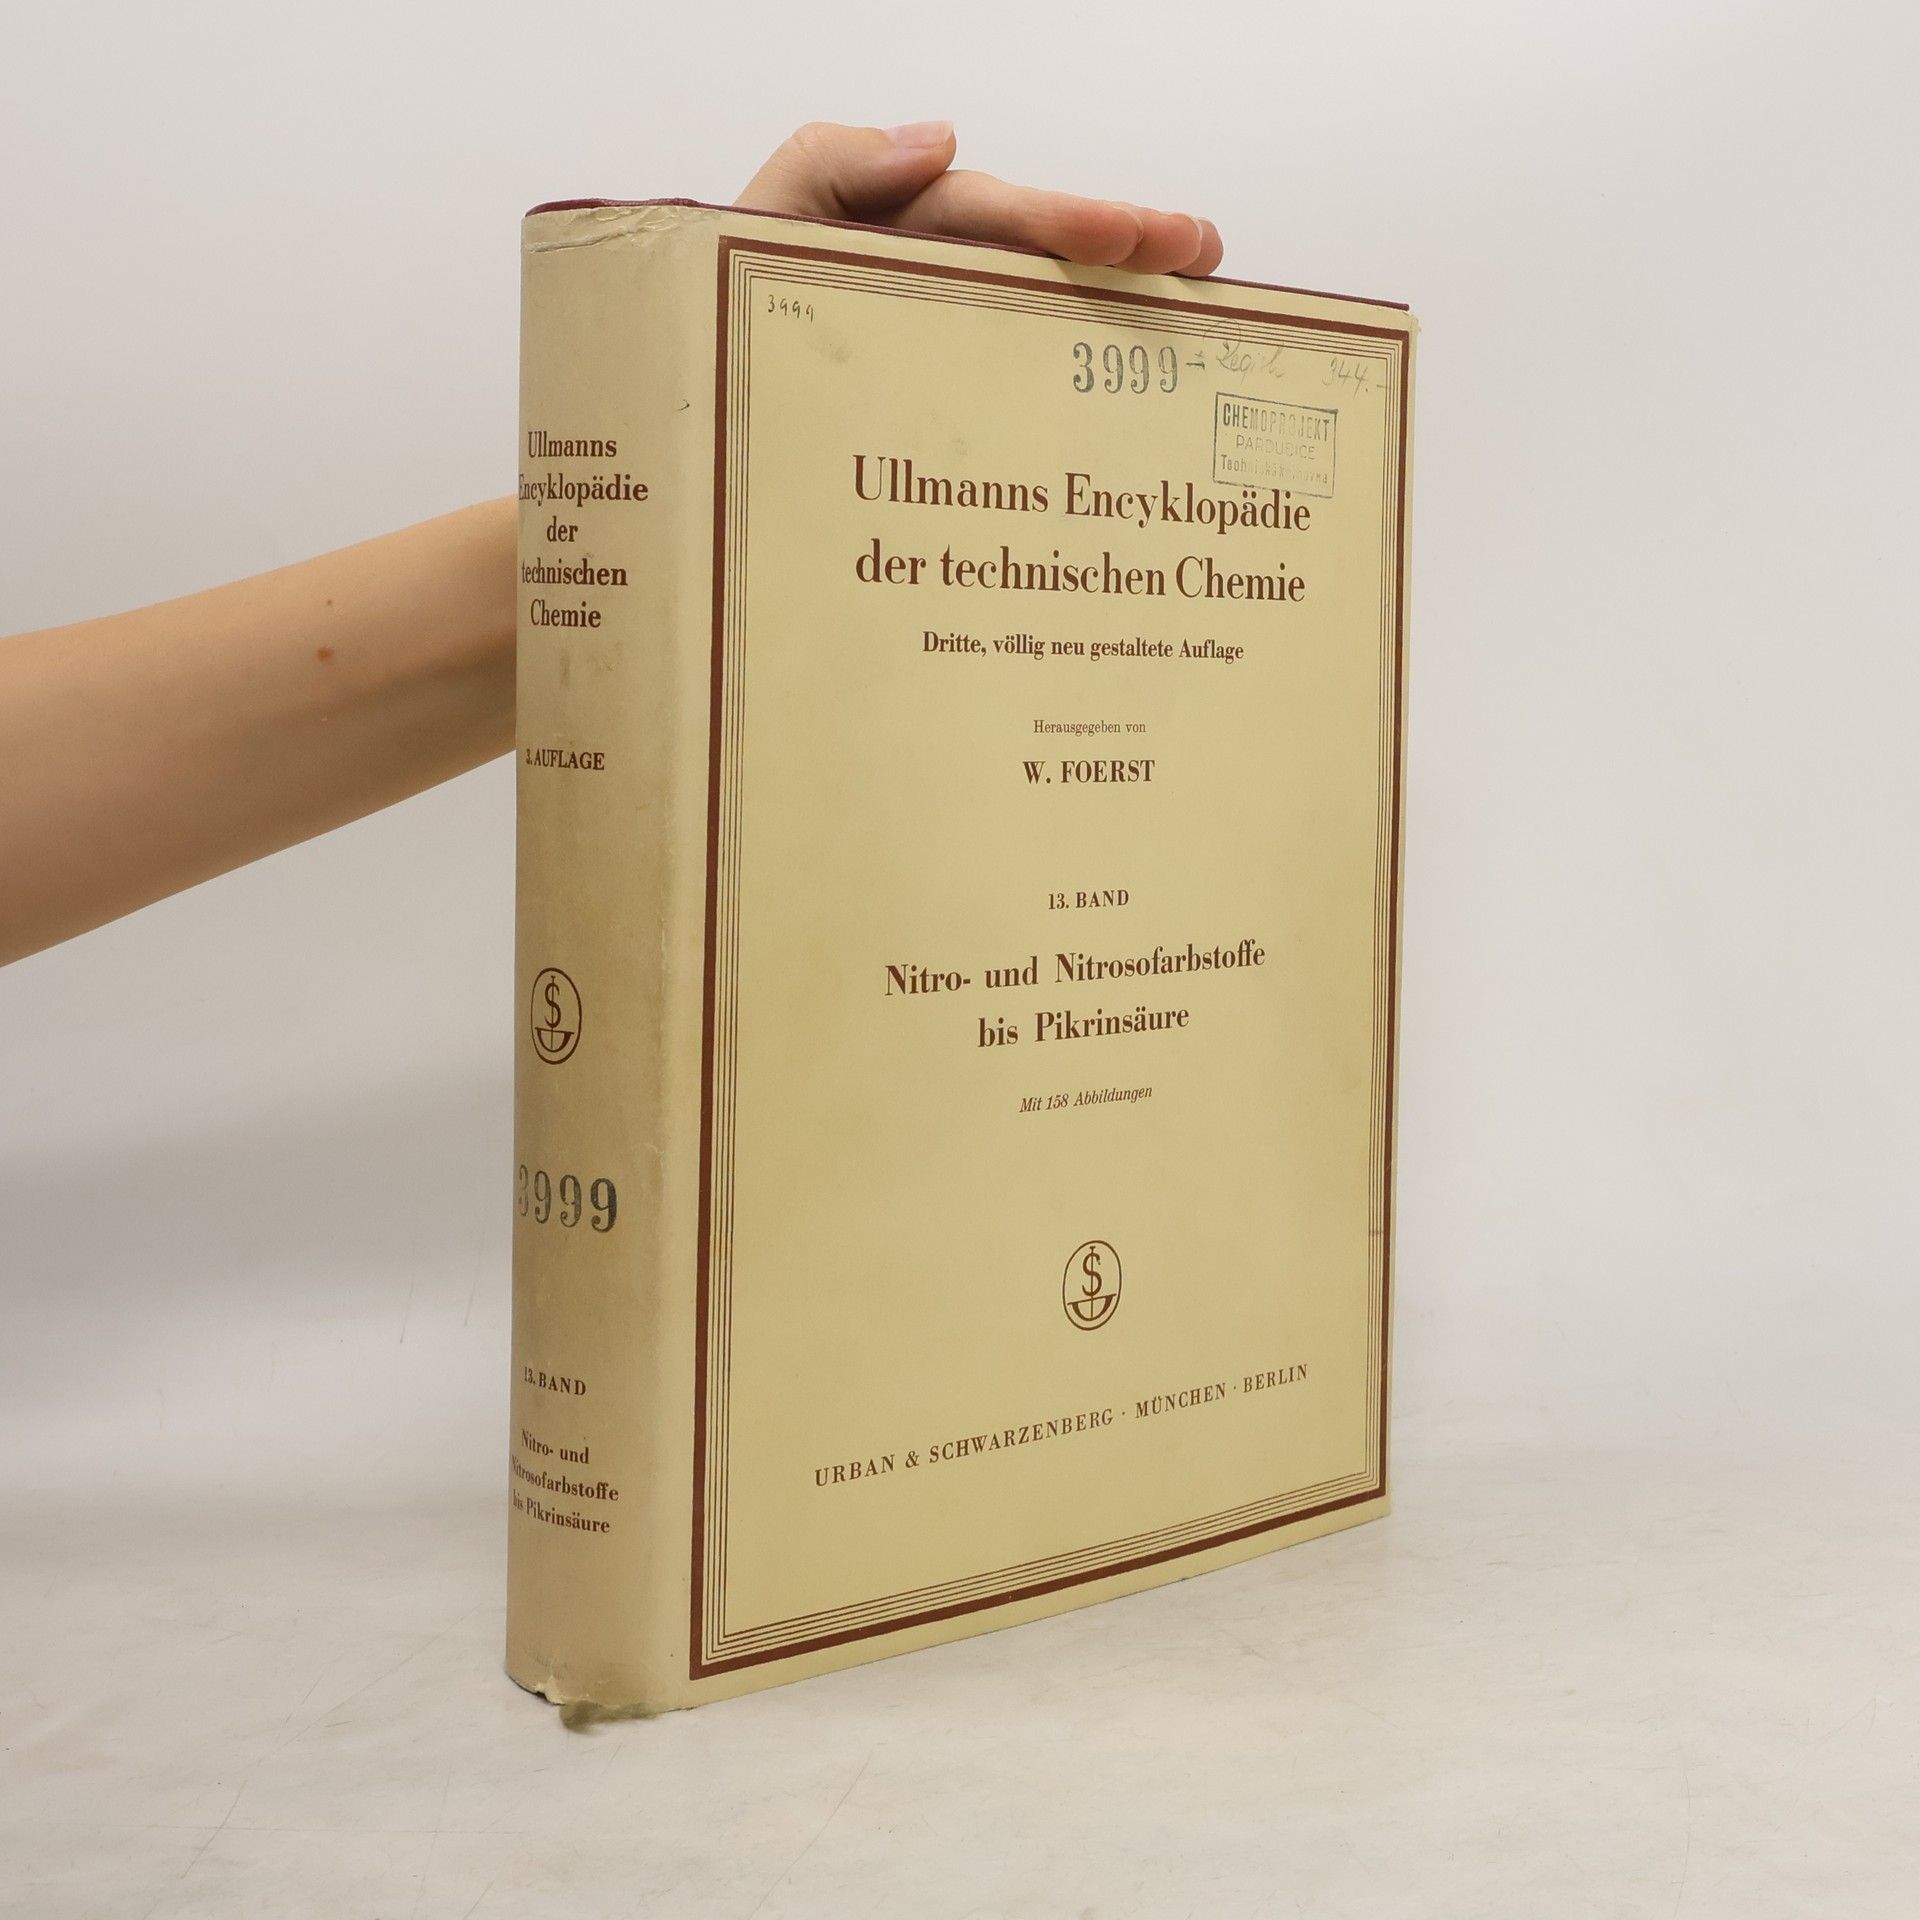 Ullmanns
Encyklopädie
der
technischen
Chemie
3. AUFLAGE
3999
13. BAND
Nitro- und
Nitrosofarbstoffe
bis Pikrinsäure
3999
3999
344.-
CHEMOPROJEKT
PARDUBICE
Ullmanns Encyklopädie
der technischen Chemie
Dritte, völlig neu gestaltete Auflage
Herausgegeben von
W. FOERST
13. BAND
Nitro- und Nitrosofarbstoffe
bis Pikrinsäure
Mit 158 Abbildungen
URBAN & SCHWARZENBERG · MÜNCHEN · BERLIN